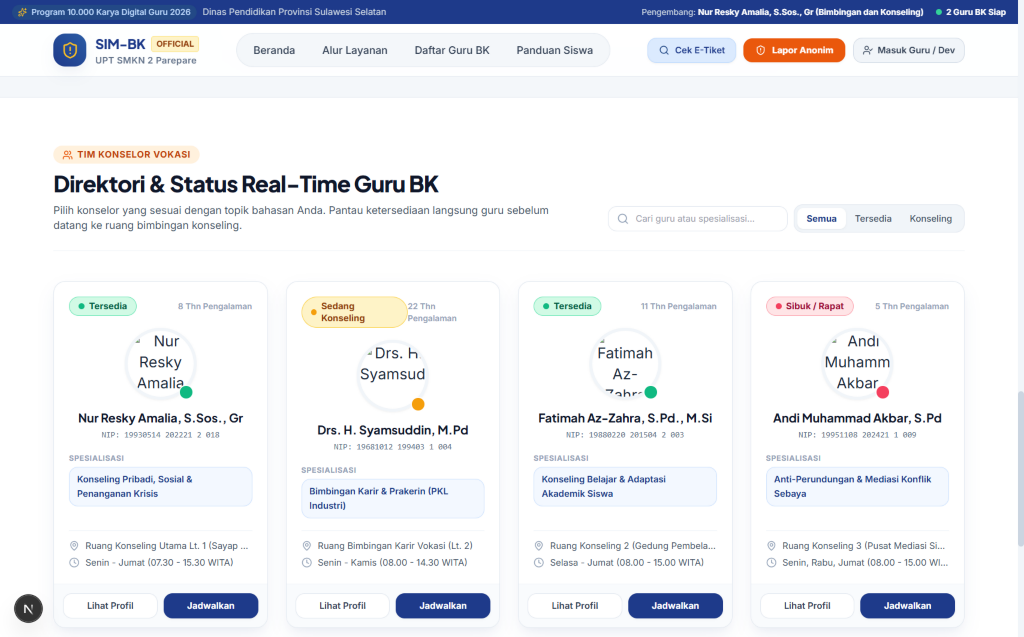 Program 10.000 Karya Digital Guru 2026
Dinas Pendidikan Provinsi Sulawesi Selatan
Pengembang: Nur Resky Amalia, S.Sos., Gr (Bimbingan dan Konseling)
2 Guru BK Siap
SIM-BK OFFICIAL
UPT SMKN 2 Parepare
Beranda
Alur Layanan
Daftar Guru BK
Panduan Siswa
Cek E-Tiket
Lapor Anonim
Masuk Guru / Dev
TIM KONSELOR VOKASI
Direktori & Status Real-Time Guru BK
Pilih konselor yang sesuai dengan topik bahasan Anda. Pantau ketersediaan langsung guru sebelum
datang ke ruang bimbingan konseling.
Cari guru atau spesialisasi...
Semua
Tersedia
Konseling
Tersedia
8 Thn Pengalaman
Nur
Resky
Amalia
Nur Resky Amalia, S.Sos., Gr
NIP: 19930514 202221 2 018
SPESIALISASI
Konseling Pribadi, Sosial &
Penanganan Krisis
Ruang Konseling Utama Lt. 1 (Sayap ...
Senin - Jumat (07.30 - 15.30 WITA)
Lihat Profil
Jadwalkan
Sedang
Konseling
22 Thn
Pengalaman
Drs. H.
Syamsud
Drs. H. Syamsuddin, M.Pd
NIP: 19681012 199403 1 004
SPESIALISASI
Bimbingan Karir & Prakerin (PKL
Industri)
Ruang Bimbingan Karir Vokasi (Lt. 2)
Senin - Kamis (08.00 - 14.30 WITA)
Lihat Profil
Jadwalkan
Tersedia
11 Thn Pengalaman
Fatimah
Az-
Zahra
Fatimah Az-Zahra, S.Pd., M.Si
NIP: 19880220 201504 2 003
SPESIALISASI
Konseling Belajar & Adaptasi
Akademik Siswa
Ruang Konseling 2 (Gedung Pembela...
Selasa - Jumat (08.00 - 15.00 WITA)
Lihat Profil
Jadwalkan
Sibuk / Rapat
5 Thn Pengalaman
Andi
Muhamm
Akbar
Andi Muhammad Akbar, S.Pd
NIP: 19951108 202421 1 009
SPESIALISASI
Anti-Perundungan & Mediasi Konflik
Sebaya
Ruang Konseling 3 (Pusat Mediasi Si...
Senin, Rabu, Jumat (08.00 - 15.00 WI...
Lihat Profil
Jadwalkan
N